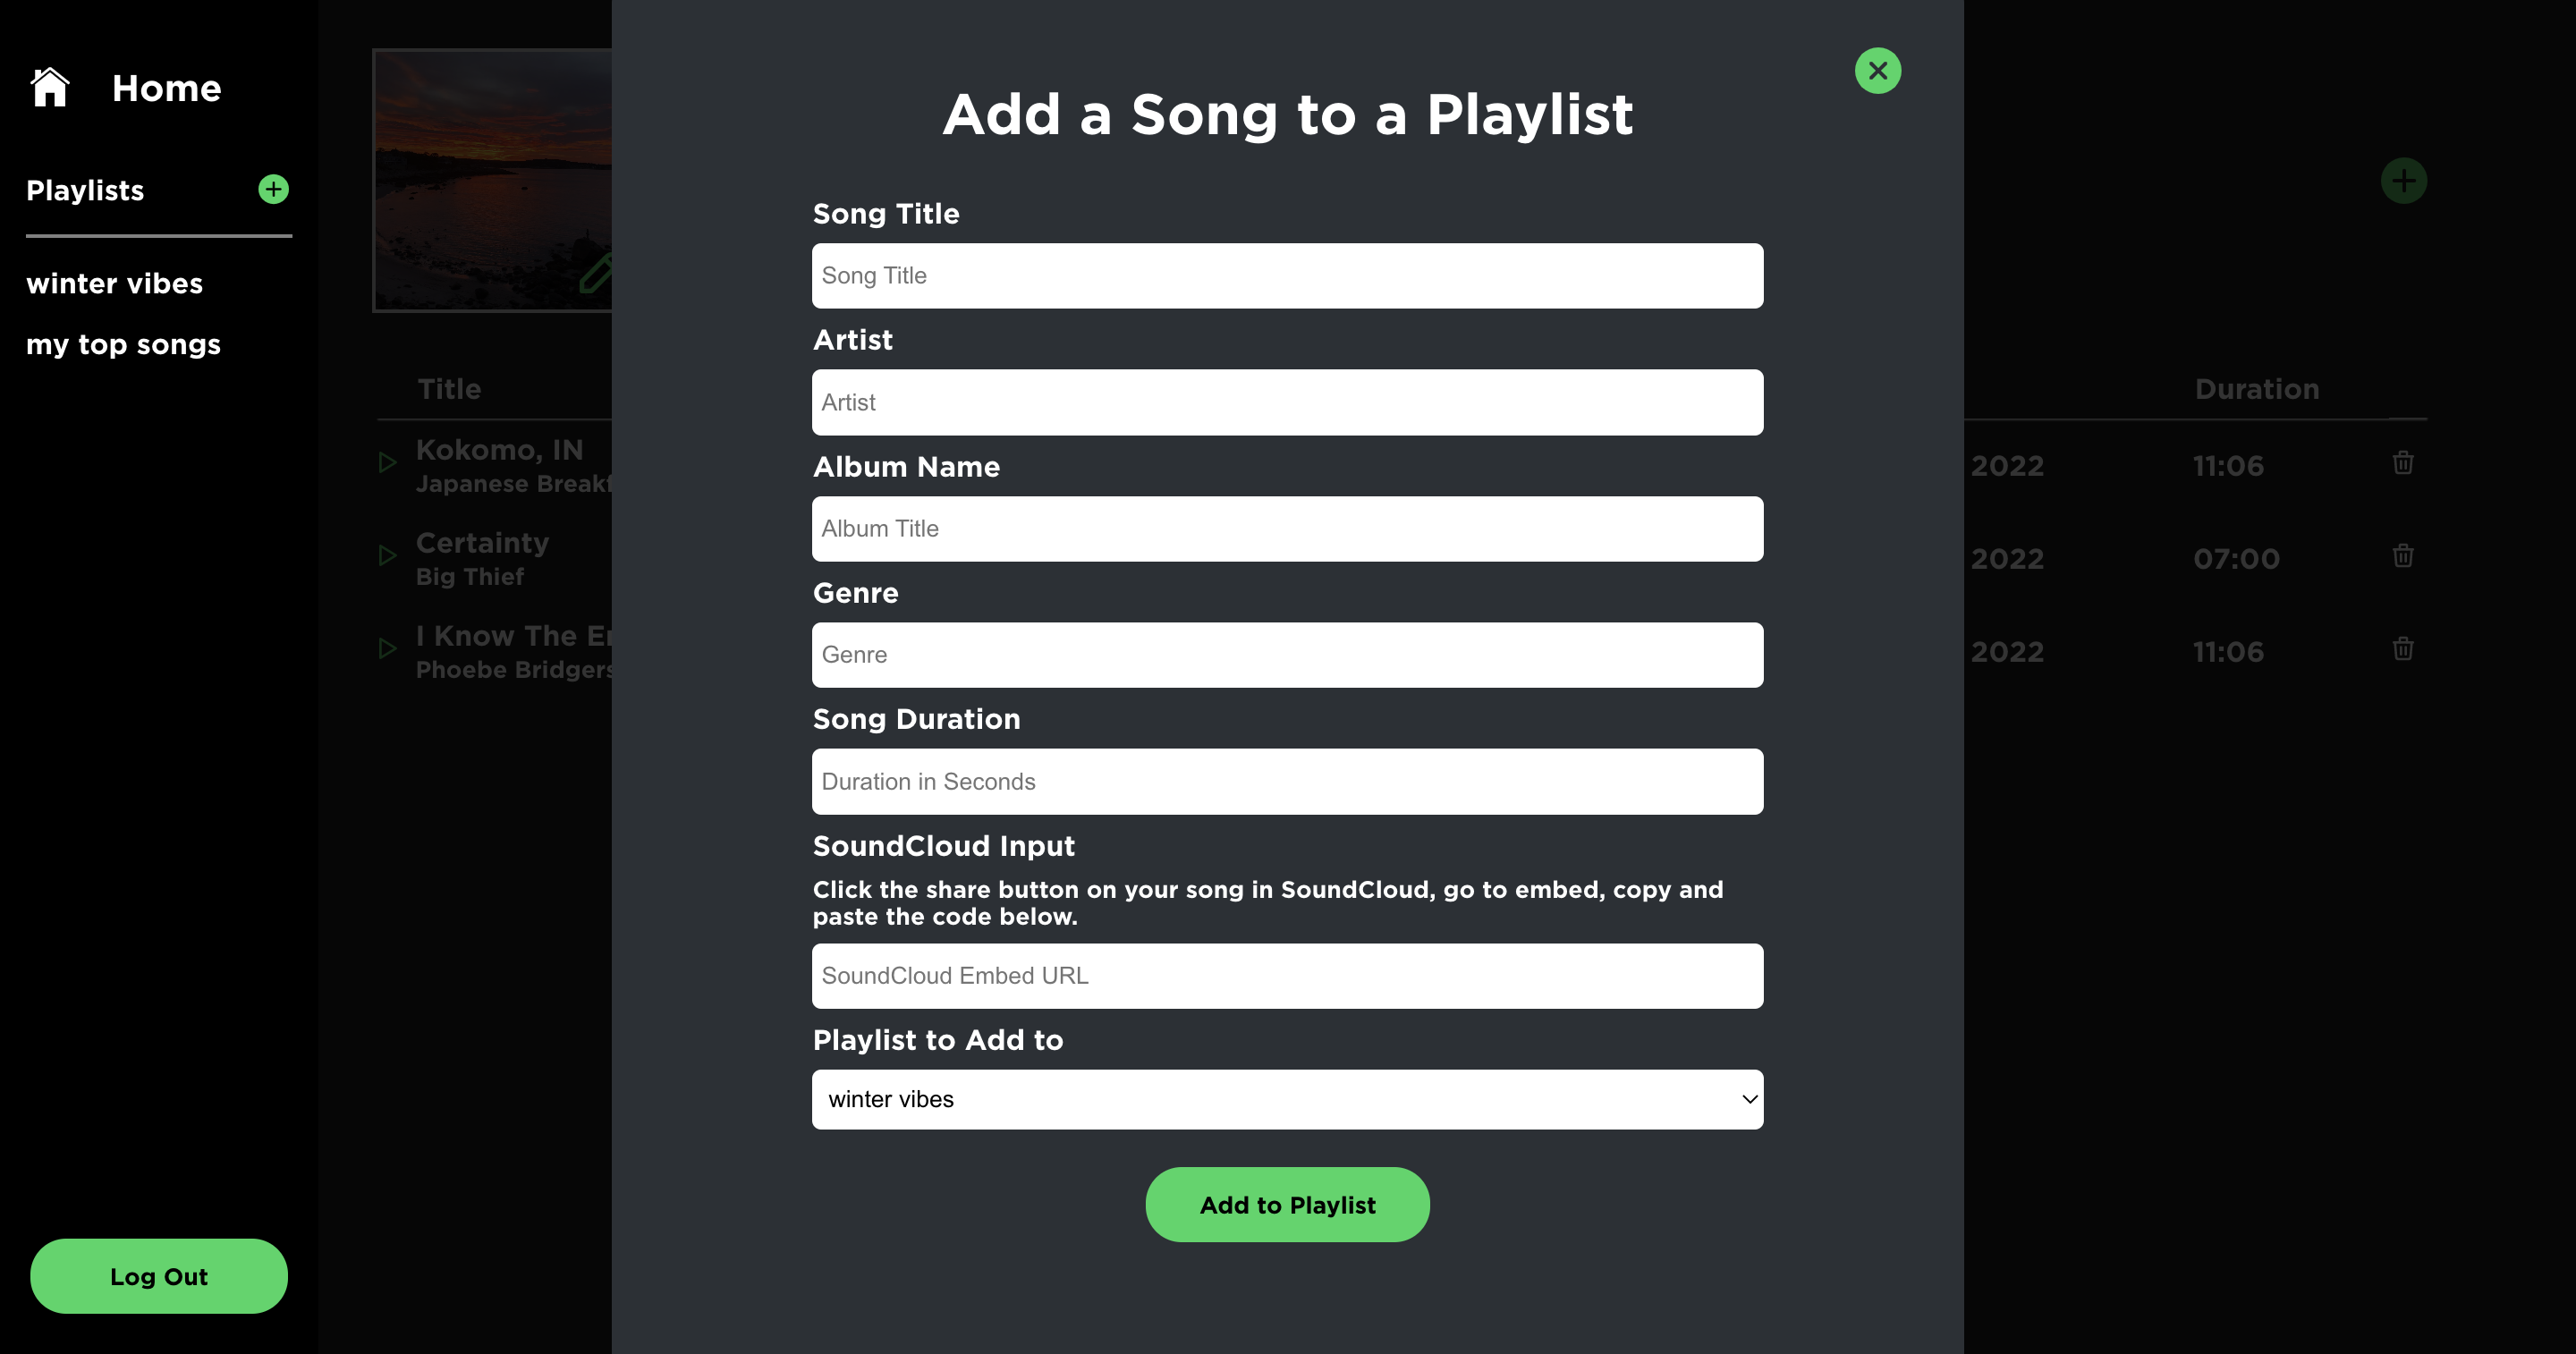 Home
Playlists
winter vibes
my top songs
Log Out
Title
Duration
Kokomo, IN
Japanese
2022
11:06
Certainty
Big Thief
2022
07:00
I Know The
Phoebe Bridgers
2022
11:06
Add a Song to a Playlist
Song Title
Song Title
Artist
Artist
Album Name
Album Title
Genre
Genre
Song Duration
Duration in Seconds
SoundCloud Input
Click the share button on your song in SoundCloud, go to embed, copy and
paste the code below.
SoundCloud Embed URL
Playlist to Add to
winter vibes
Add to Playlist